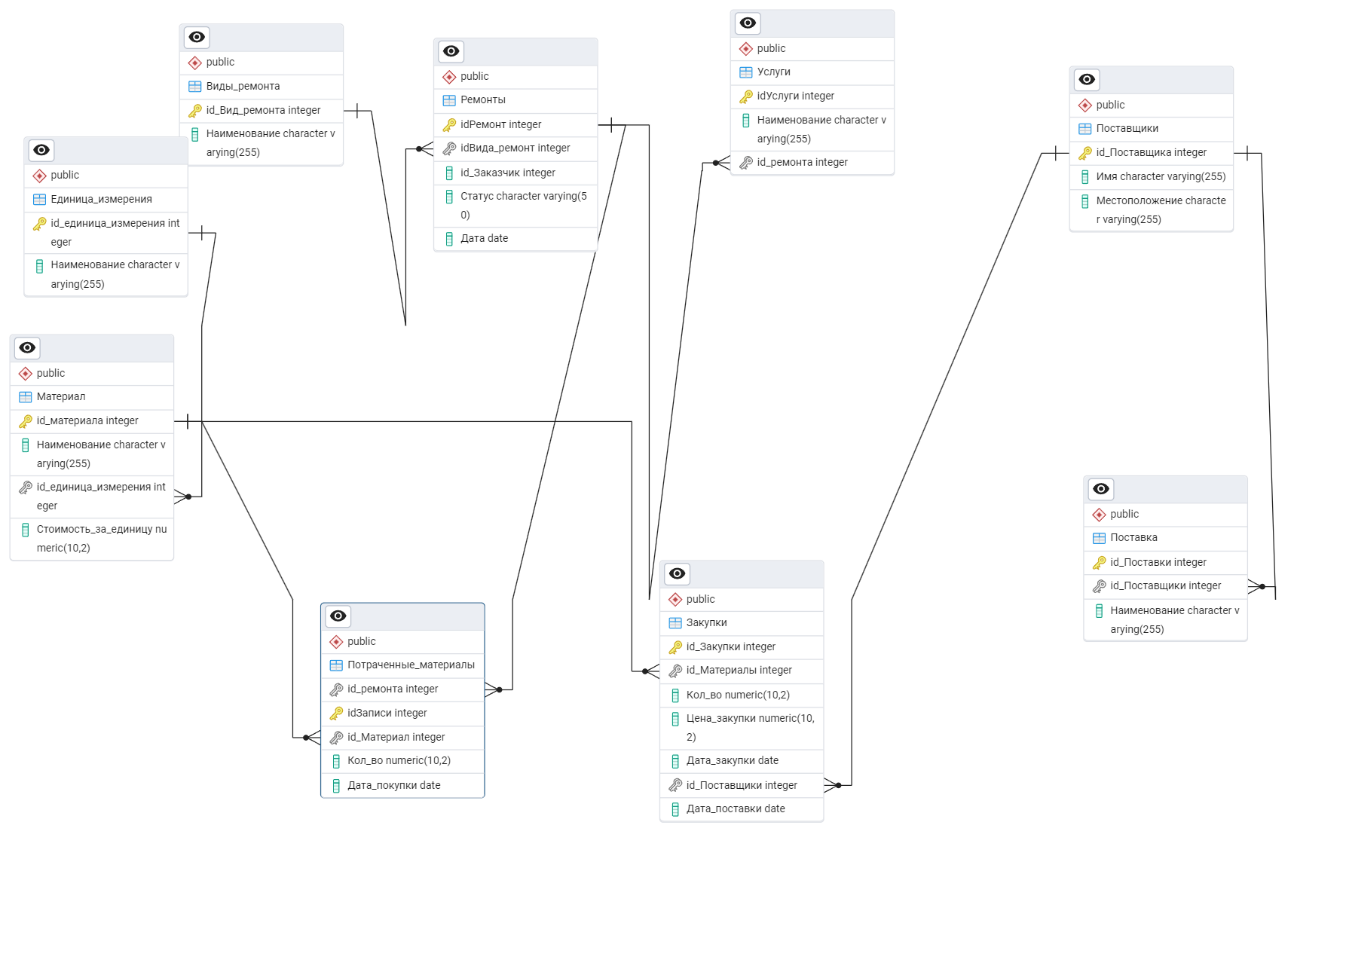 public
Виды_ремонта
id_Вид_ремонта integer
Наименование character v
arying(255)
public
Ремонты
idРемонт integer
idВида_ремонт integer
id_Заказчик integer
Статус character varying(5
0)
Дата date
public
Услуги
idУслуги integer
Наименование character v
arying(255)
id_ремонта integer
public
Поставщики
id_Поставщика integer
Имя character varying(255)
Местоположение characte
r varying(255)
public
Единица_измерения
id_единица_измерения int
eger
Наименование character v
arying(255)
public
Материал
id_материала integer
Наименование character v
arying(255)
id_единица_измерения int
eger
Стоимость_за_единицу nu
meric(10,2)
public
Потраченные_материалы
id_ремонта integer
idЗаписи integer
id_Материал integer
Кол_во numeric(10,2)
Дата_покупки date
public
Закупки
id_Закупки integer
id_Материалы integer
Кол_во numeric(10,2)
Цена_закупки numeric(10,
2)
Дата_закупки date
id_Поставщики integer
Дата_поставки date
public
Поставка
id_Поставки integer
id_Поставщики integer
Наименование character v
arying(255)